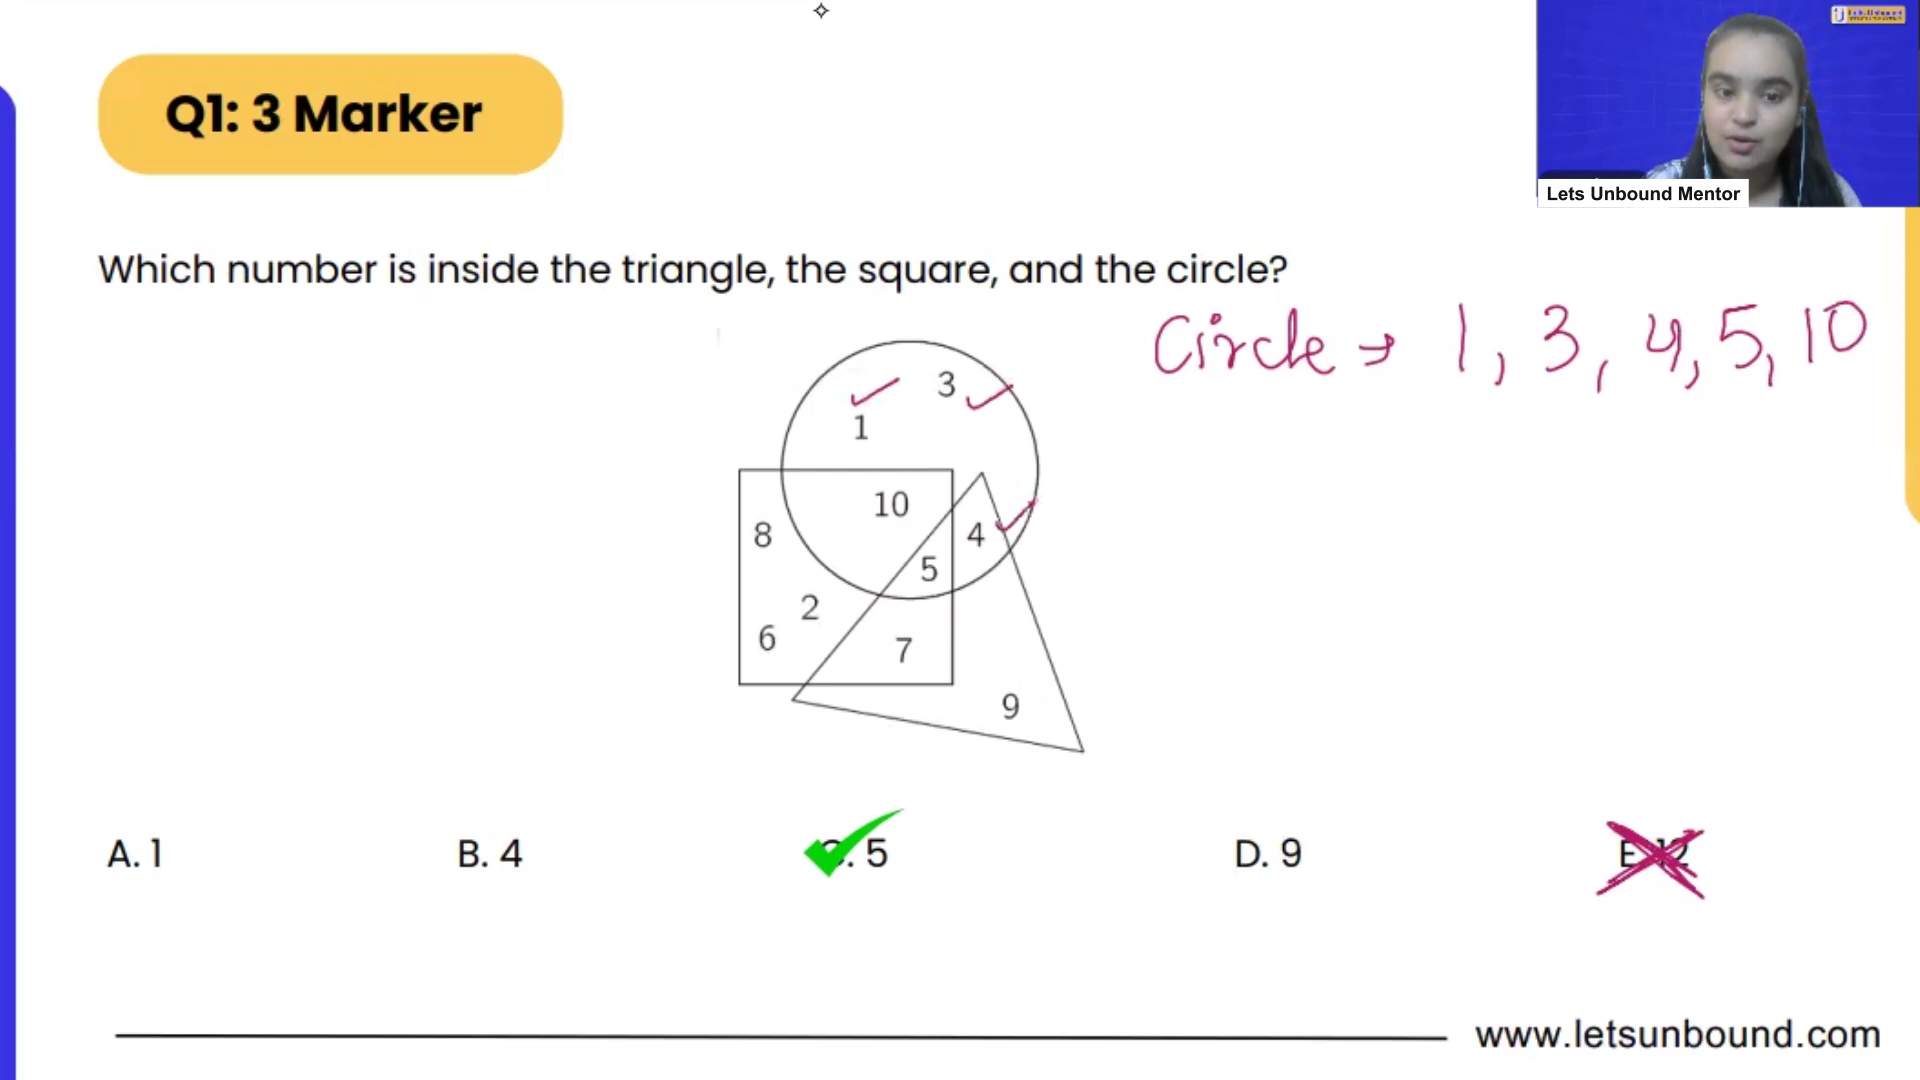 Q1: 3 Marker
Lets Unbound Mentor
Which number is inside the triangle, the square, and the circle?
Circle → 1, 3, 4, 5, 10
3
1
10
8
4
5
2
6
7
9
A. 1
B. 4
C. 5
D. 9
E. 12
www.letsunbound.com